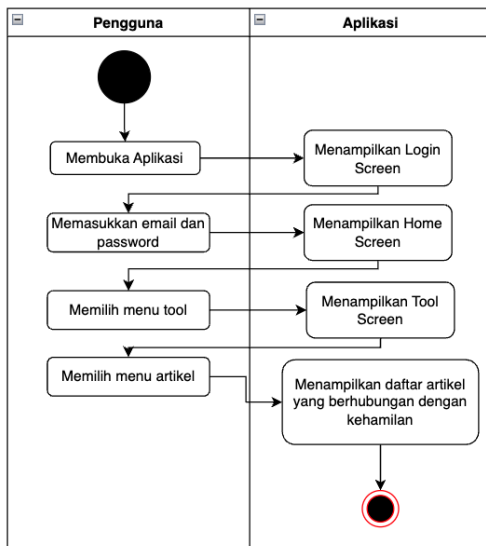 Pengguna
Aplikasi
Membuka Aplikasi
Menampilkan Login
Screen
Memasukkan email dan
password
Menampilkan Home
Screen
Memilih menu tool
Menampilkan Tool
Screen
Memilih menu artikel
Menampilkan daftar artikel
yang berhubungan dengan
kehamilan